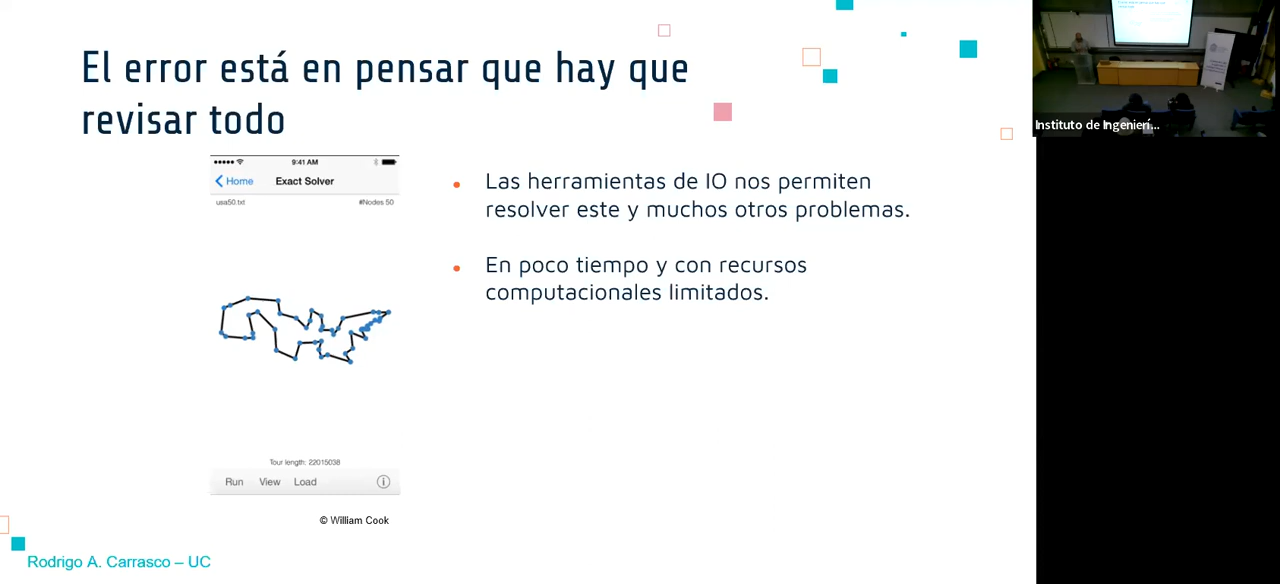 El error está en pensar que hay que
revisar todo
9:41 AM
Home
Exact Solver
usa50.txt
#Nodes 50
Tour length: 22015038
Run View Load
© William Cook
Las herramientas de IO nos permiten
resolver este y muchos otros problemas.
En poco tiempo y con recursos
computacionales limitados.
Rodrigo A. Carrasco – UC
Instituto de Ingenierí...